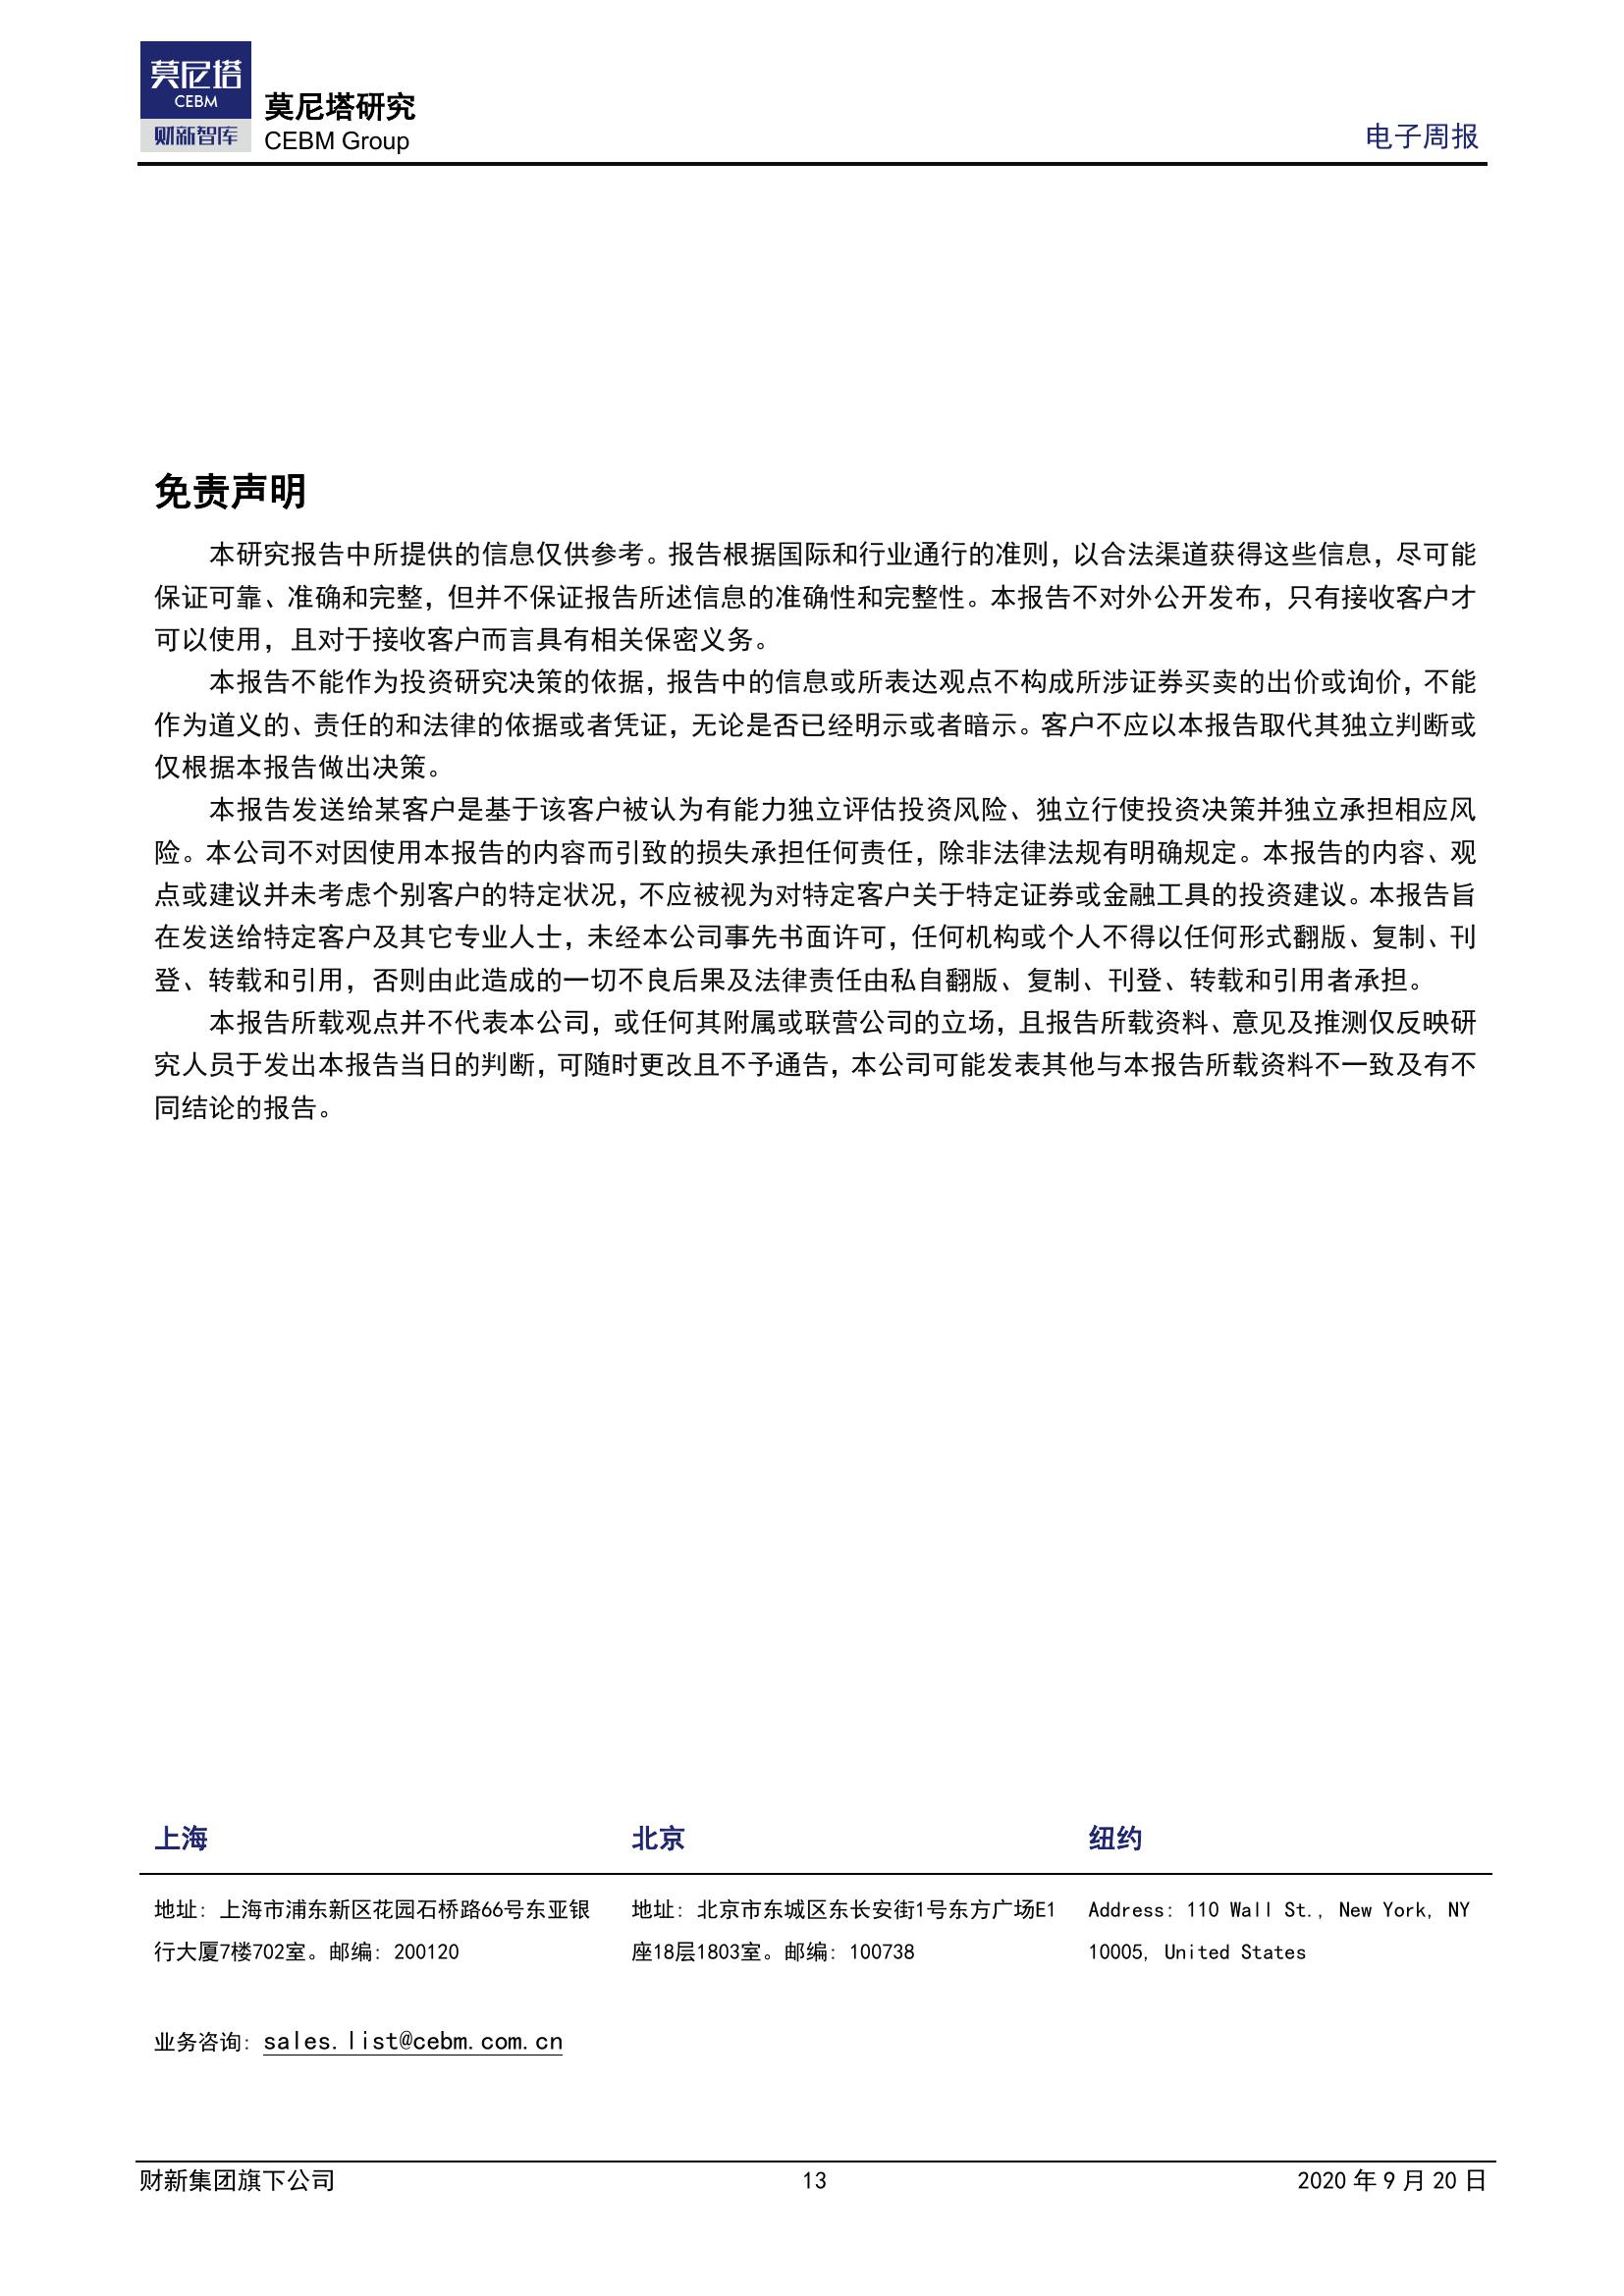 莫尼塔
CEBM
财新智库
莫尼塔研究
CEBM Group
电子周报
免责声明
本研究报告中所提供的信息仅供参考。报告根据国际和行业通行的准则，以合法渠道获得这些信息，尽可能
保证可靠、准确和完整，但并不保证报告所述信息的准确性和完整性。本报告不对外公开发布，只有接收客户才
可以使用，且对于接收客户而言具有相关保密义务。
本报告不能作为投资研究决策的依据，报告中的信息或所表达观点不构成所涉证券买卖的出价或询价，不能
作为道义的、责任的和法律的依据或者凭证，无论是否已经明示或者暗示。客户不应以本报告取代其独立判断或
仅根据本报告做出决策。
本报告发送给某客户是基于该客户被认为有能力独立评估投资风险、独立行使投资决策并独立承担相应风
险。本公司不对因使用本报告的内容而引致的损失承担任何责任，除非法律法规有明确规定。本报告的内容、观
点或建议并未考虑个别客户的特定状况，不应被视为对特定客户关于特定证券或金融工具的投资建议。本报告旨
在发送给特定客户及其它专业人士，未经本公司事先书面许可，任何机构或个人不得以任何形式翻版、复制、刊
登、转载和引用，否则由此造成的一切不良后果及法律责任由私自翻版、复制、刊登、转载和引用者承担。
本报告所载观点并不代表本公司，或任何其附属或联营公司的立场，且报告所载资料、意见及推测仅反映研
究人员于发出本报告当日的判断，可随时更改且不予通告，本公司可能发表其他与本报告所载资料不一致及有不
同结论的报告。
上海
地址：上海市浦东新区花园石桥路66号东亚银
行大厦7楼702室。邮编：200120
北京
地址：北京市东城区东长安街1号东方广场E1
座18层1803室。邮编：100738
纽约
Address: 110 Wall St., New York, NY
10005, United States
业务咨询：sales.list@cebm.com.cn
财新集团旗下公司
13
2020 年 9 月 20 日